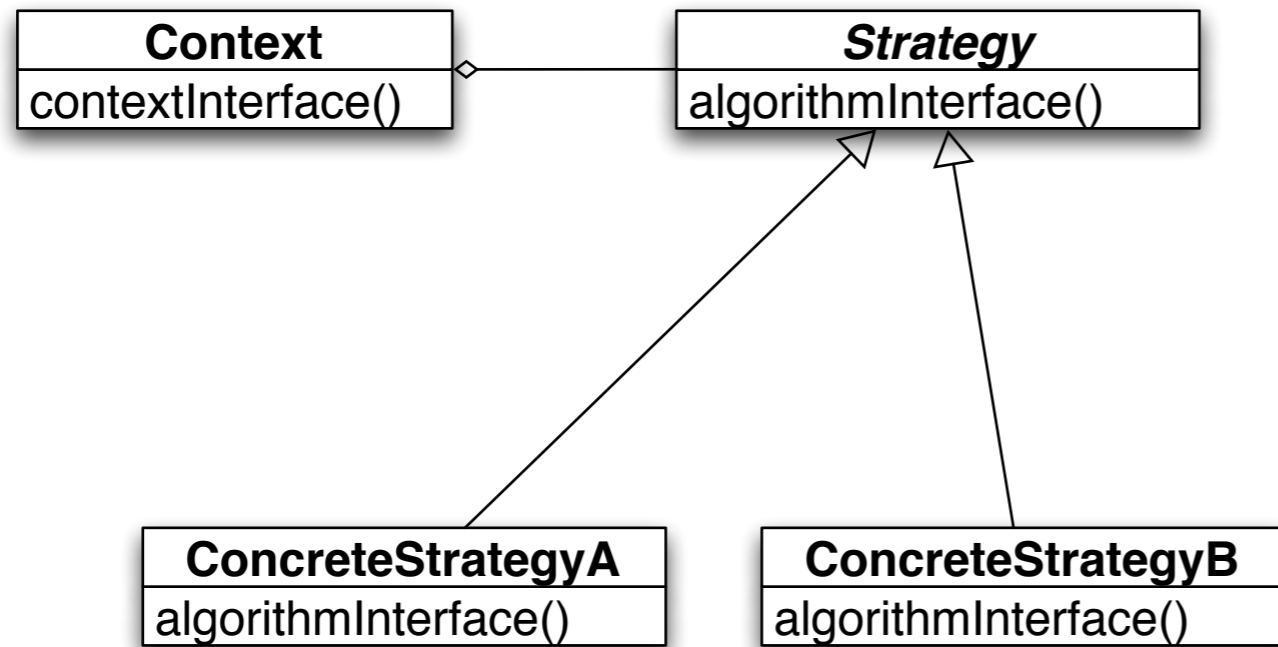 Context
contextInterface()
Strategy
algorithmInterface()
ConcreteStrategyA
algorithmInterface()
ConcreteStrategyB
algorithmInterface()